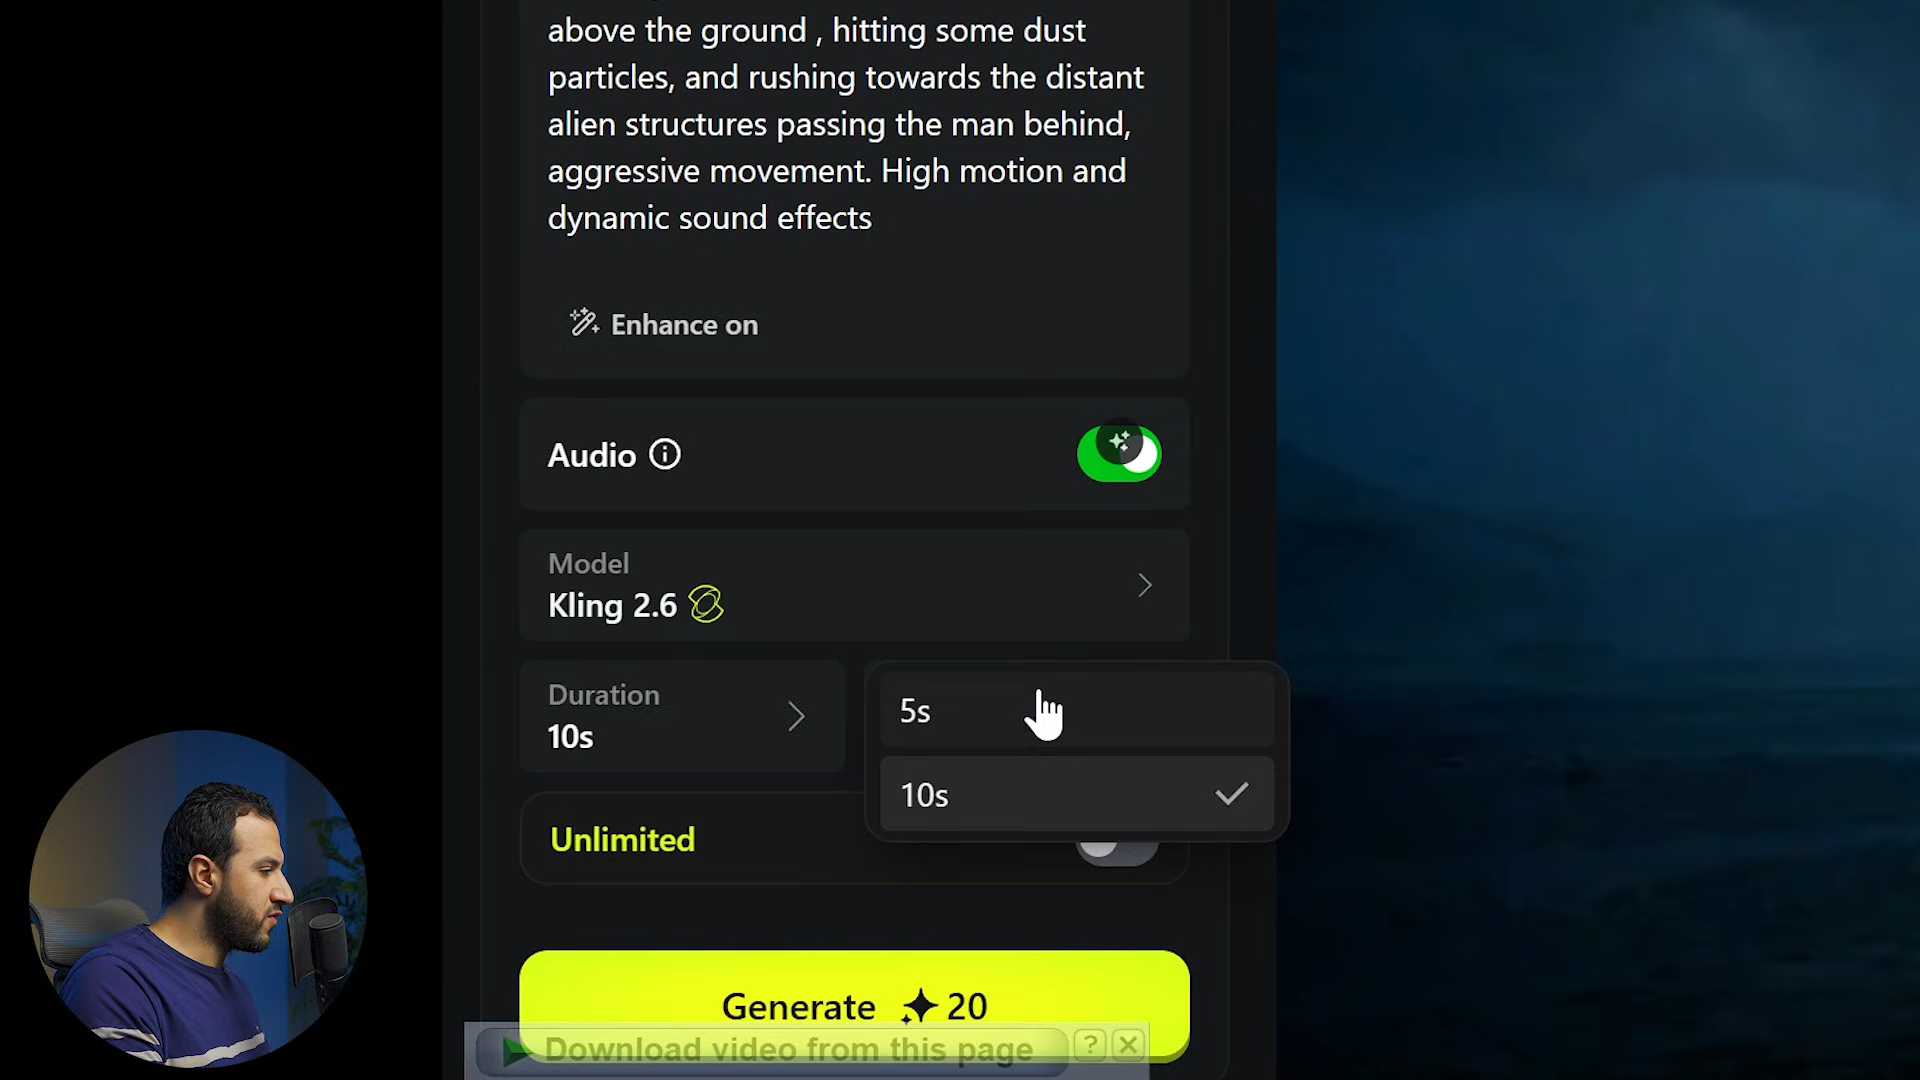 above the ground , hitting some dust
particles, and rushing towards the distant
alien structures passing the man behind,
aggressive movement. High motion and
dynamic sound effects
Enhance on
Audio
Model
Kling 2.6
Duration
10s
5s
10s
Unlimited
Generate 20
Download video from this page ?